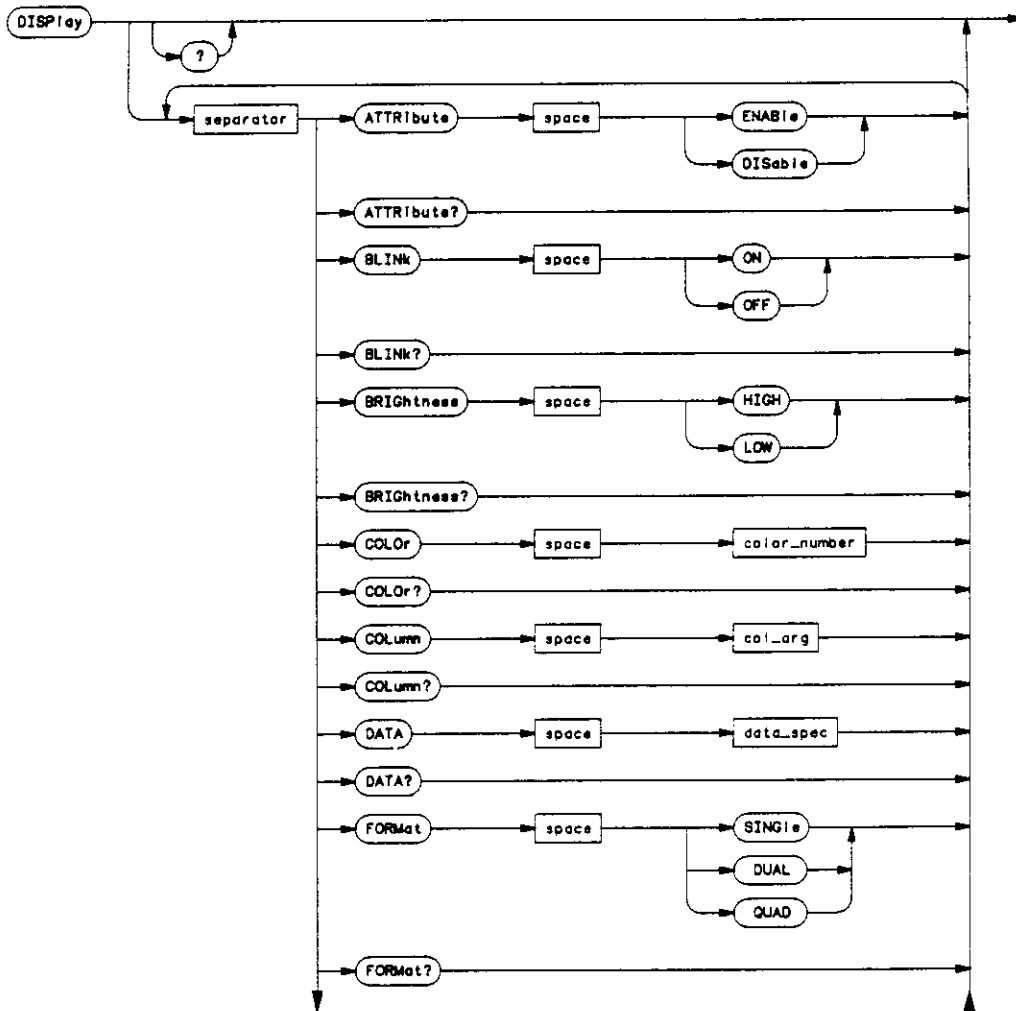 DISPlay
?
separator ATTRibute space ENABle
DISable
ATTRibute?
BLINk space ON
OFF
BLINk?
BRIGhtness space HIGH
LOW
BRIGhtness?
COLOr space color_number
COLOr?
COLumn space col_arg
COLumn?
DATA space data_spec
DATA?
FORMat space SINGle
DUAL
QUAD
FORMat?